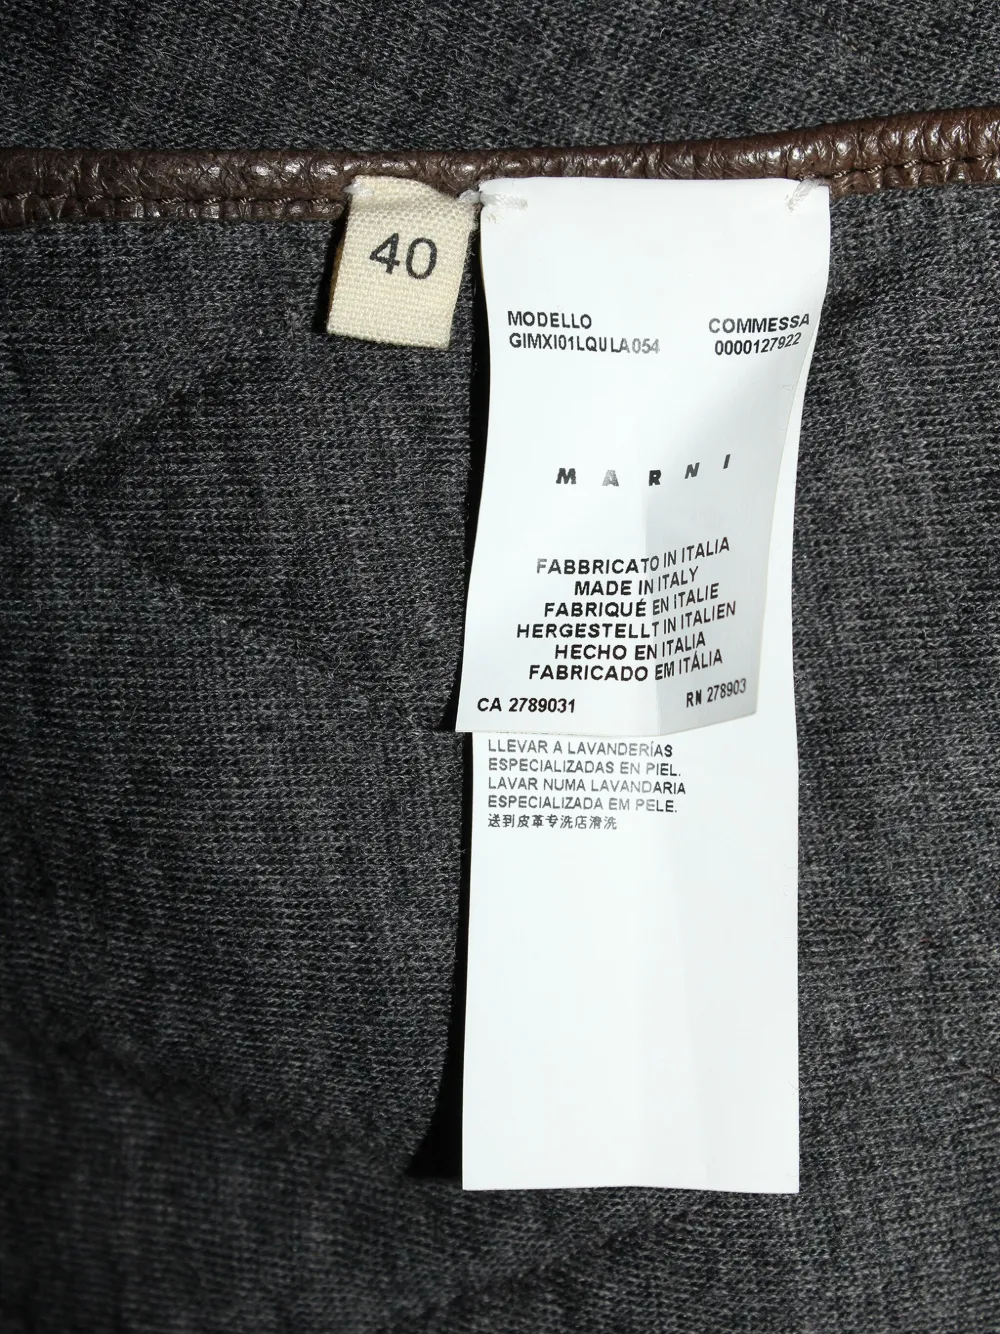 40
MODELLO
GIMXI01LQULA054
COMMESSA
0000127922
MARNI
FABBRICATO IN ITALIA
MADE IN ITALY
FABRIQUÉ EN ITALIE
HERGESTELLT IN ITALIEN
HECHO EN ITALIA
FABRICADO EM ITÁLIA
CA 2789031
RN 278903
LLEVAR A LAVANDERÍAS
ESPECIALIZADAS EN PIEL.
LAVAR NUMA LAVANDARIA
ESPECIALIZADA EM PELE.
送到皮革专洗店清洗